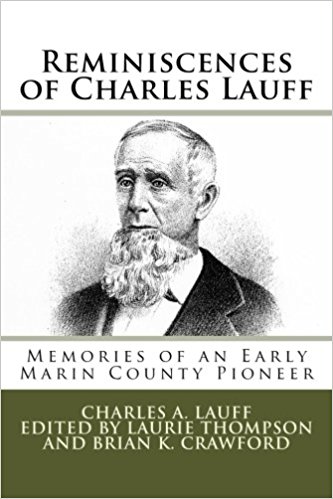 Reminiscences
of Charles Lauff
Memories of an Early
Marin County Pioneer
Charles A. Lauff
Edited by Laurie Thompson
and Brian K. Crawford